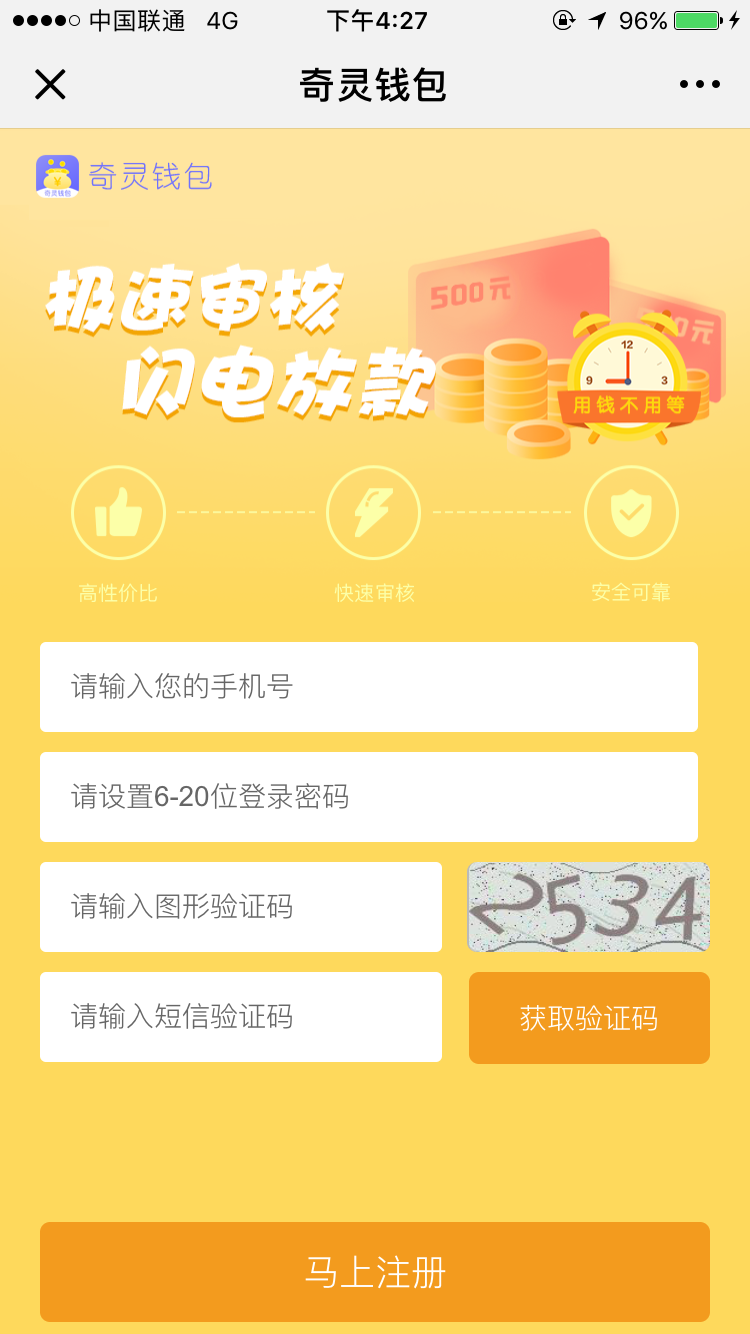 中国联通 4G 下午4:27 96%
奇灵钱包
奇灵钱包
奇灵钱包
极速审核
闪电放款
500元
12
9 3
用钱不用等
高性价比 快速审核 安全可靠
请输入您的手机号
请设置6-20位登录密码
请输入图形验证码 2534
请输入短信验证码 获取验证码
马上注册